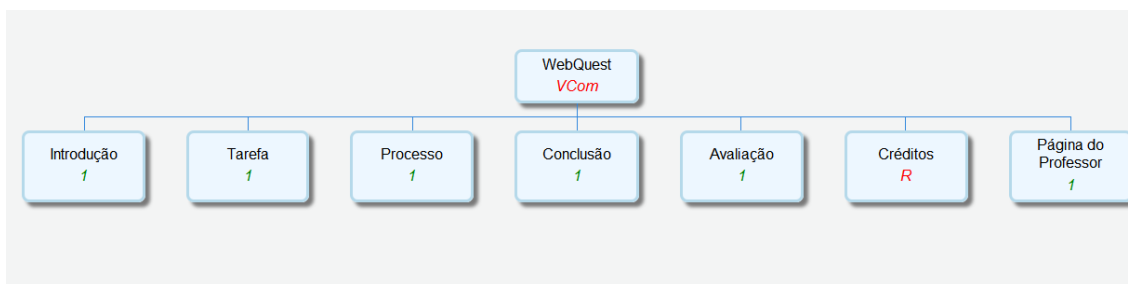 WebQuest
VCom
Introdução
1
Tarefa
1
Processo
1
Conclusão
1
Avaliação
1
Créditos
R
Página do
Professor
1